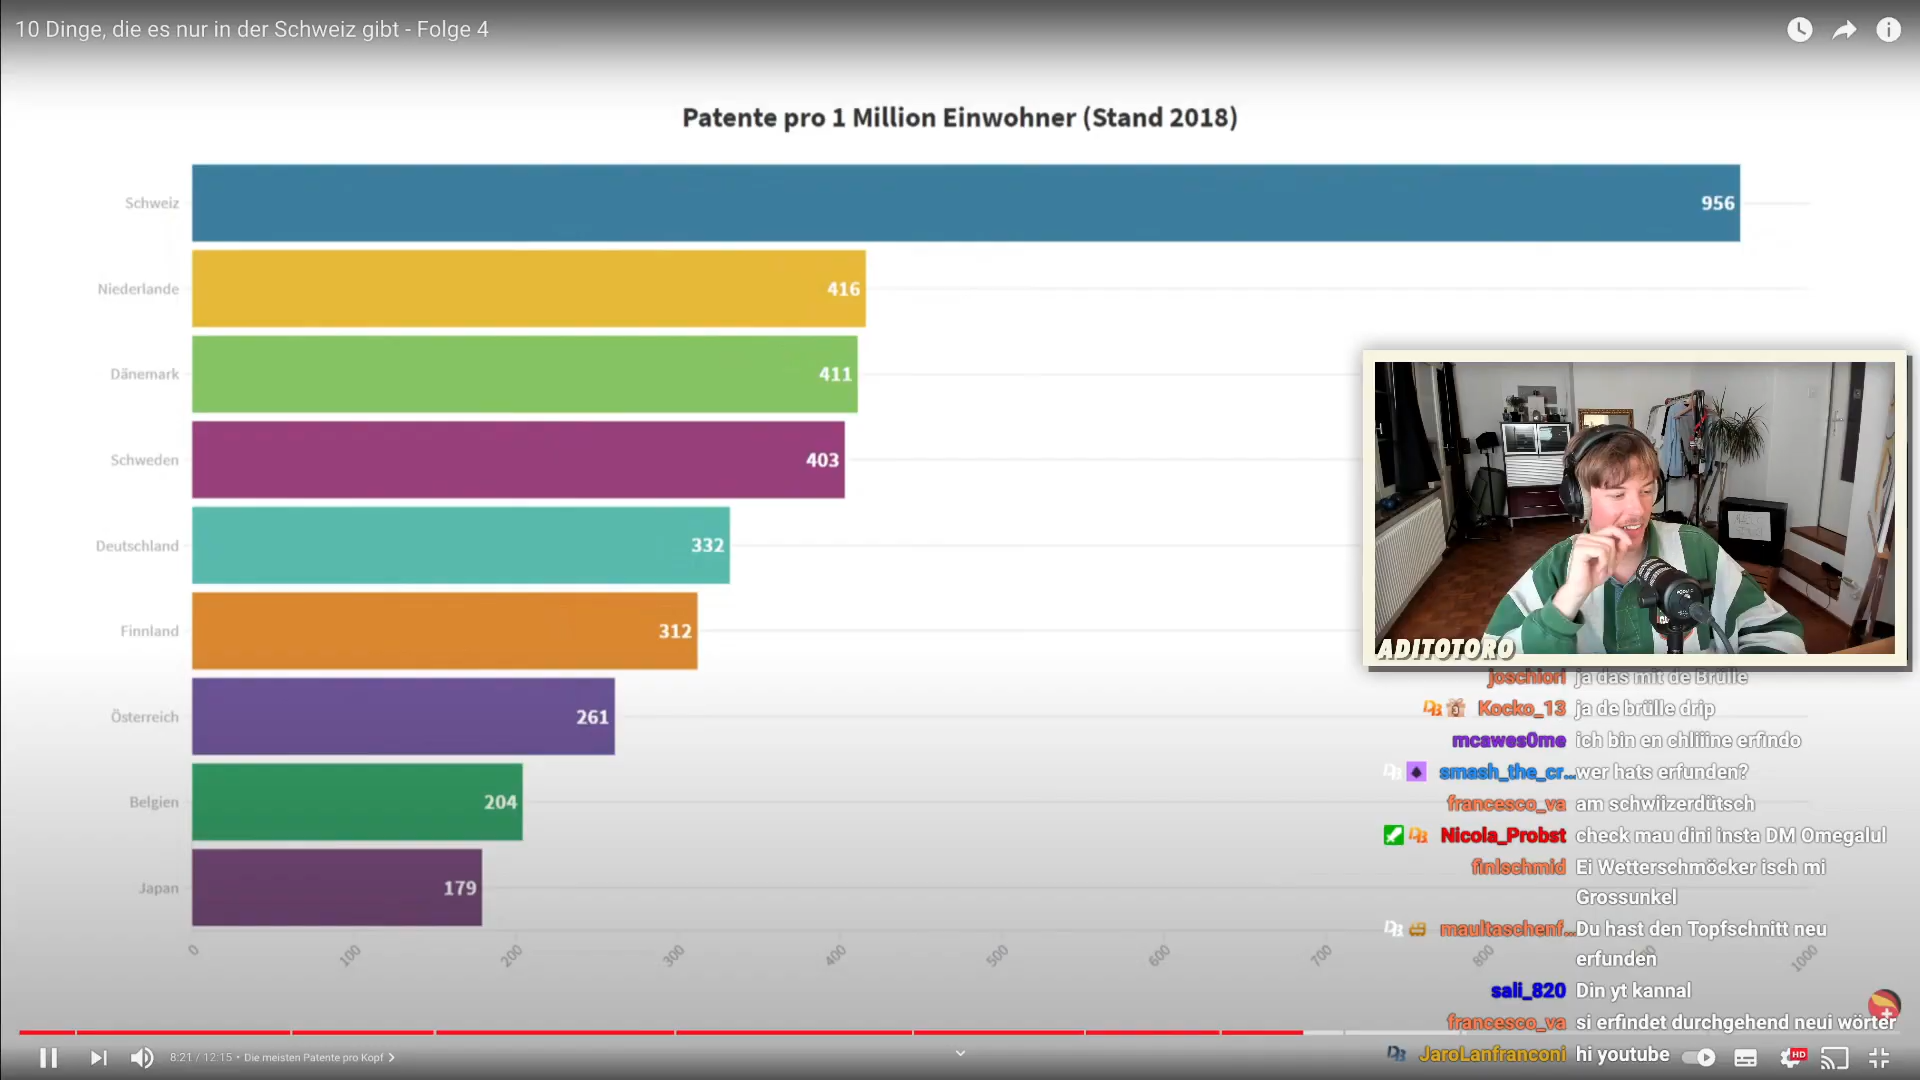 10 Dinge, die es nur in der Schweiz gibt - Folge 4
Patente pro 1 Million Einwohner (Stand 2018)
Schweiz 956
Niederlande 416
Dänemark 411
Schweden 403
Deutschland 332
Finnland 312
Österreich 261
Belgien 204
Japan 179
0 100 200 300 400 500 600 700 800 1000
ADITOTORO
joschiori ja das mit de Brülle
Kocko_13 ja de brülle drip
mcawes0me ich bin en chliiine erfindo
smash_the_cr... wer hats erfunden?
francesco_va am schwiizerdütsch
Nicola_Probst check mau dini insta DM Omegalul
finlschmid Ei Wetterschmöcker isch mi
Grossunkel
maultaschenf... Du hast den Topfschnitt neu
erfunden
sali_820 Din yt kannal
francesco_va si erfindet durchgehend neui wörter
JaroLanfranconi hi youtube
8:21 / 12:15 • Die meisten Patente pro Kopf
HD